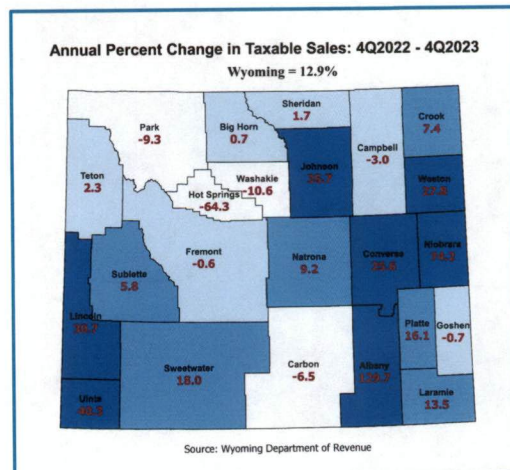 Annual Percent Change in Taxable Sales: 4Q2022 - 4Q2023
Wyoming = 12.9%
Sheridan
1.7
Park
-9.3
Big Horn
0.7
Crook
7.4
Campbell
-3.0
Johnson
Teton
2.3
Washakie
-10.6
Hot Springs
-64.3
Weston
Fremont
-0.6
Natrona
9.2
Converse
Niobrara
Sublette
5.8
Lincoln
Platte
16.1
Goshen
-0.7
Sweetwater
18.0
Carbon
-6.5
Albany
Uinta
Laramie
13.5
Source: Wyoming Department of Revenue